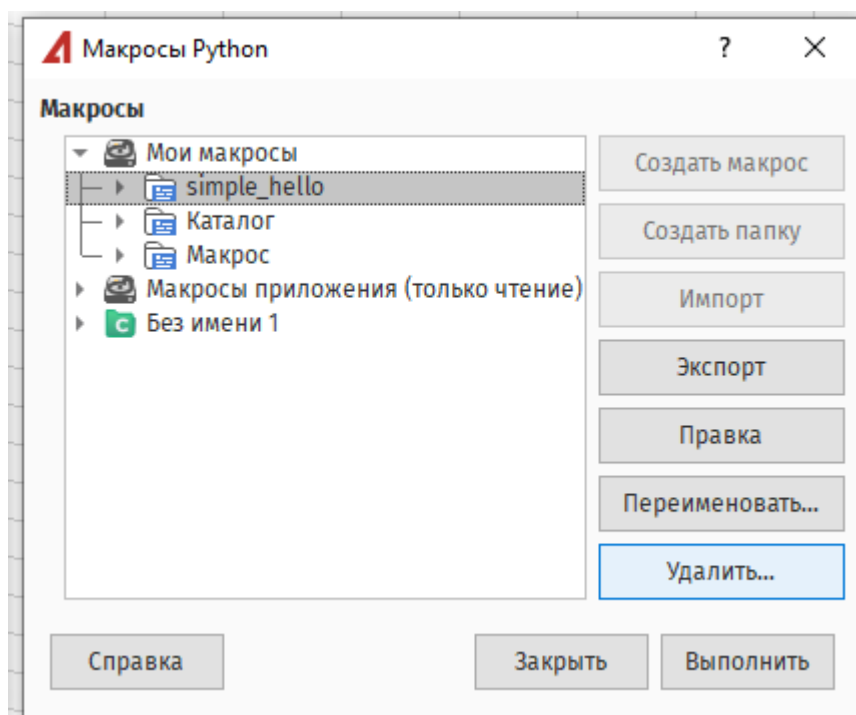 Макросы Python
?
Макросы
Мои макросы
simple_hello
Каталог
Макрос
Макросы приложения (только чтение)
C
Без имени 1
Создать макрос
Создать папку
Импорт
Экспорт
Правка
Переименовать...
Удалить...
Справка
Закрыть
Выполнить